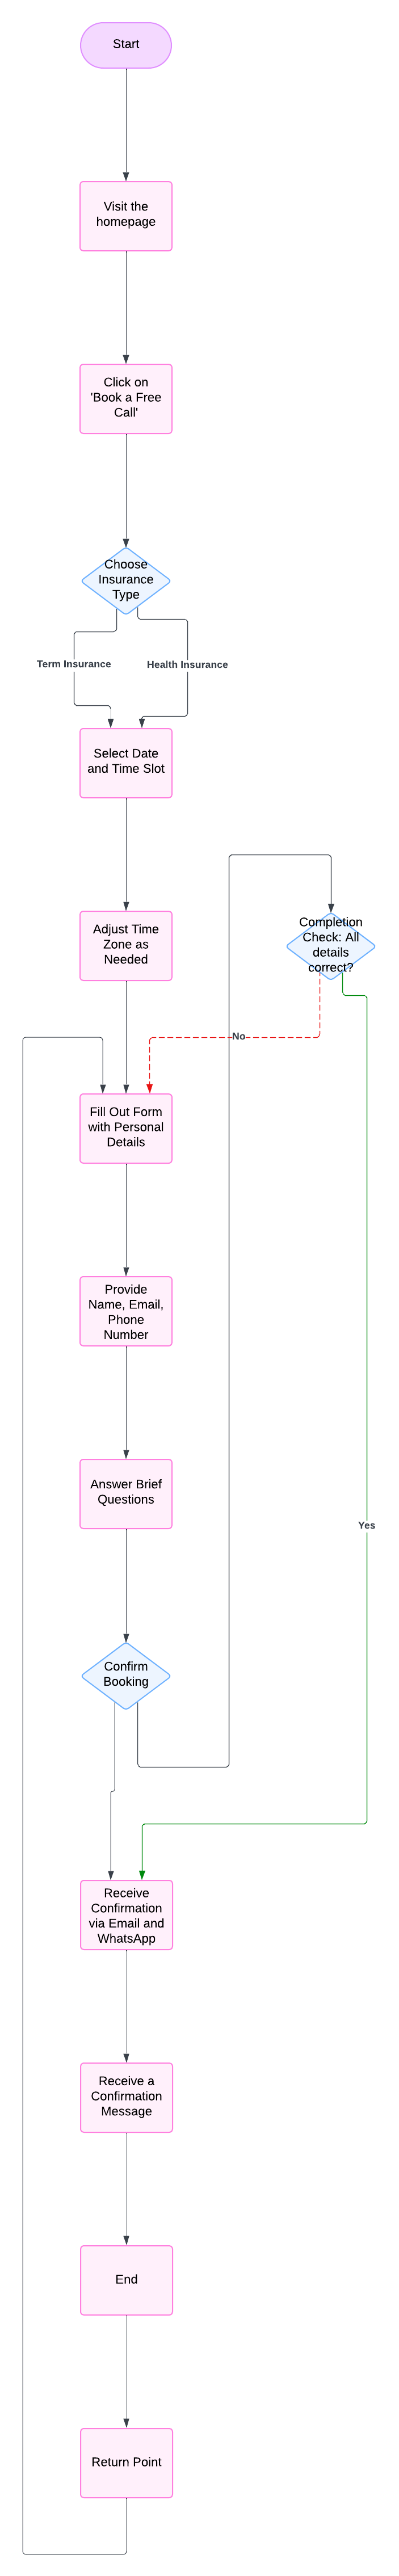 Start
Visit the
homepage
Click on
'Book a Free
Call'
Choose
Insurance
Type
Term Insurance
Health Insurance
Select Date
and Time Slot
Adjust Time
Zone as
Needed
Completion
Check: All
details
correct?
No
Fill Out Form
with Personal
Details
Provide
Name, Email,
Phone
Number
Answer Brief
Questions
Yes
Confirm
Booking
Receive
Confirmation
via Email and
WhatsApp
Receive a
Confirmation
Message
End
Return Point